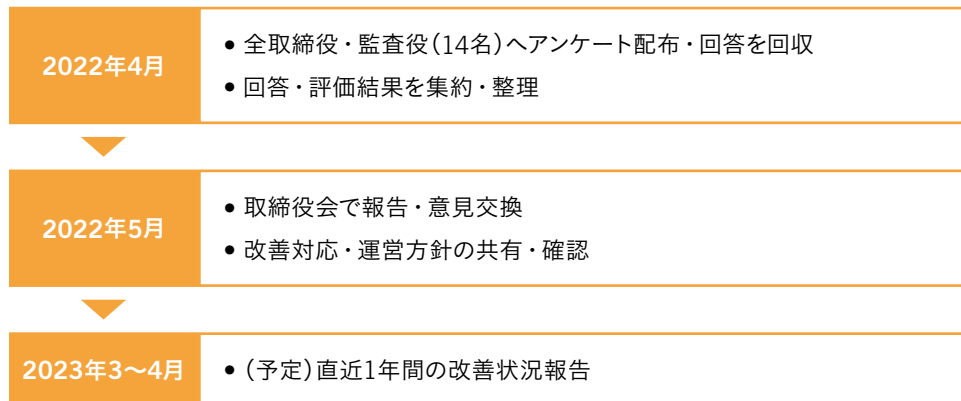 2022年4月
● 全取締役・監査役（14名）へアンケート配布・回答を回収
● 回答・評価結果を集約・整理
2022年5月
● 取締役会で報告・意見交換
● 改善対応・運営方針の共有・確認
2023年3〜4月
● （予定）直近1年間の改善状況報告